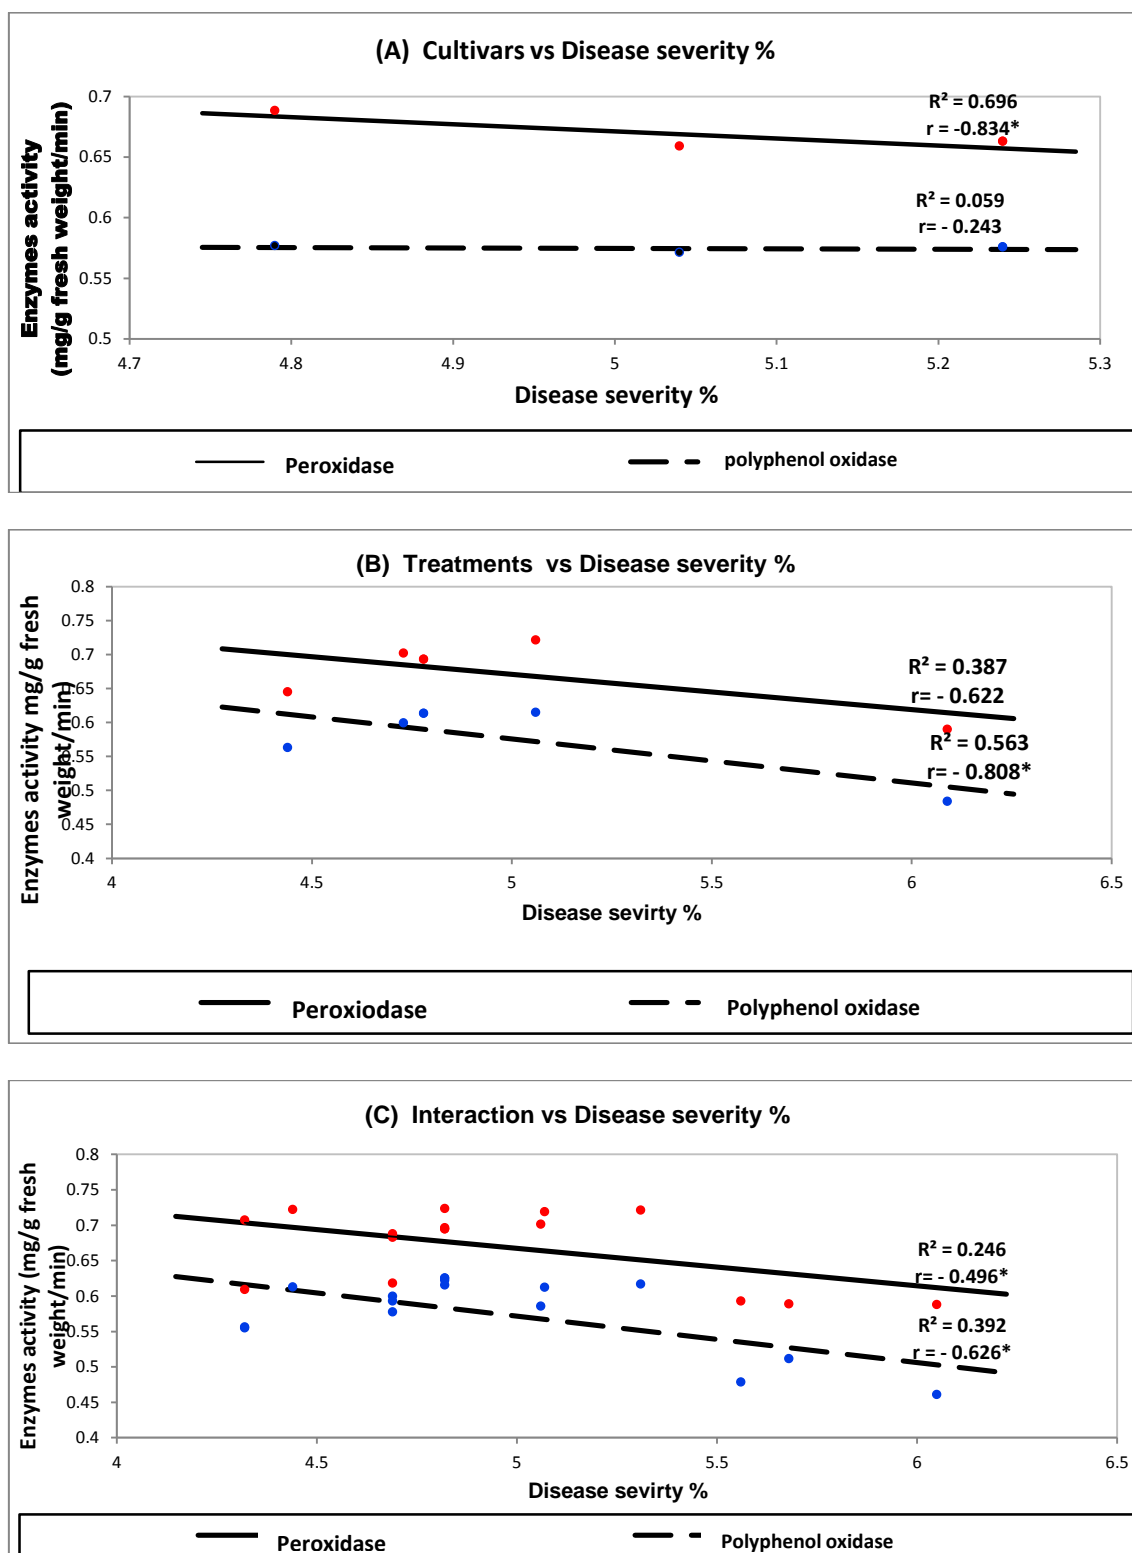 (A) Cultivars vs Disease severity %
Enzymes activity
(mg/g fresh weight/min)
0.7
0.65
0.6
0.55
0.5
R² = 0.696
r = -0.834*
R² = 0.059
r= - 0.243
4.7 4.8 4.9 5 5.1 5.2 5.3
Disease severity %
Peroxidase polyphenol oxidase
(B) Treatments vs Disease severity %
Enzymes activity mg/g fresh
weight/min)
0.8
0.75
0.7
0.65
0.6
0.55
0.5
0.45
0.4
R² = 0.387
r= - 0.622
R² = 0.563
r= - 0.808*
4 4.5 5 5.5 6 6.5
Disease sevirty %
Peroxiodase Polyphenol oxidase
(C) Interaction vs Disease severity %
Enzymes activity (mg/g fresh
weight/min)
0.8
0.75
0.7
0.65
0.6
0.55
0.5
0.45
0.4
R² = 0.246
r= - 0.496*
R² = 0.392
r = - 0.626*
4 4.5 5 5.5 6 6.5
Disease sevirty %
Peroxidase Polyphenol oxidase